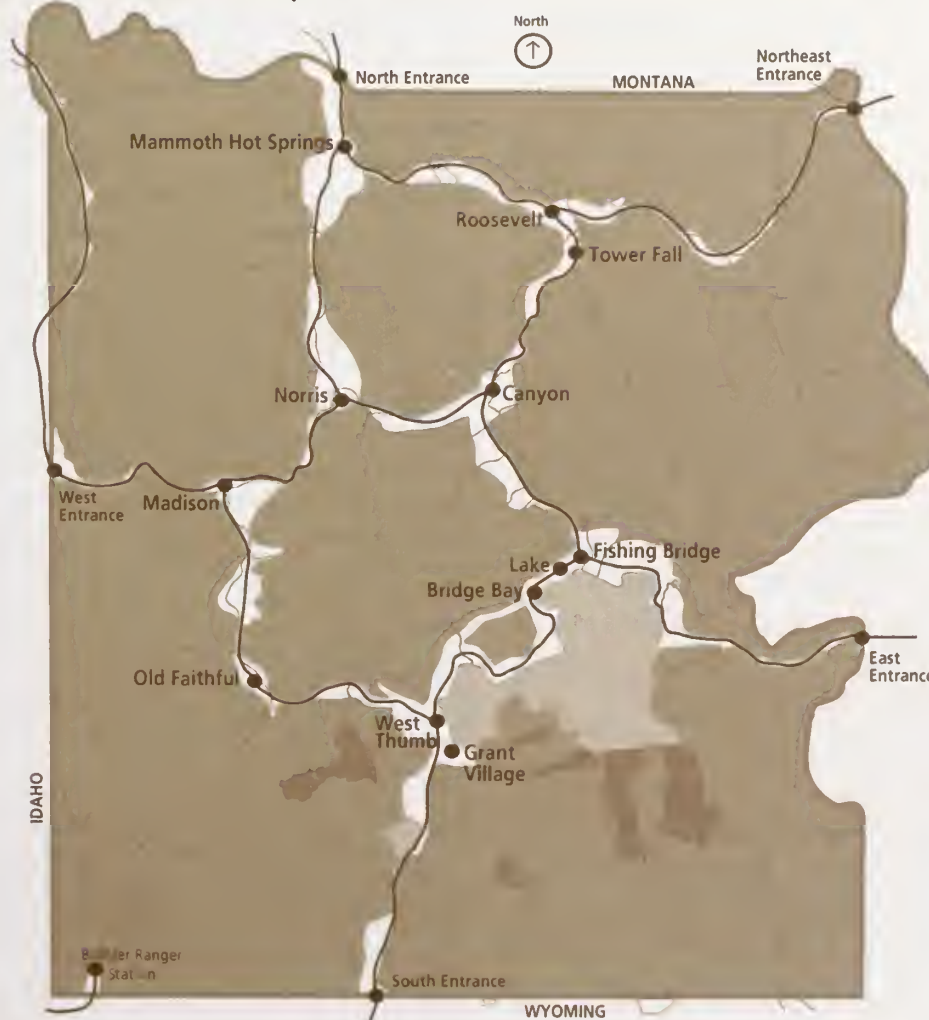 North
↑
North Entrance
MONTANA
Northeast
Entrance
Mammoth Hot Springs
Roosevelt
Tower Fall
Norris
Canyon
West
Entrance
Madison
Fishing Bridge
Lake
Bridge Bay
East
Entrance
Old Faithful
West
Thumb
Grant
Village
IDAHO
Ranger
South Entrance
WYOMING